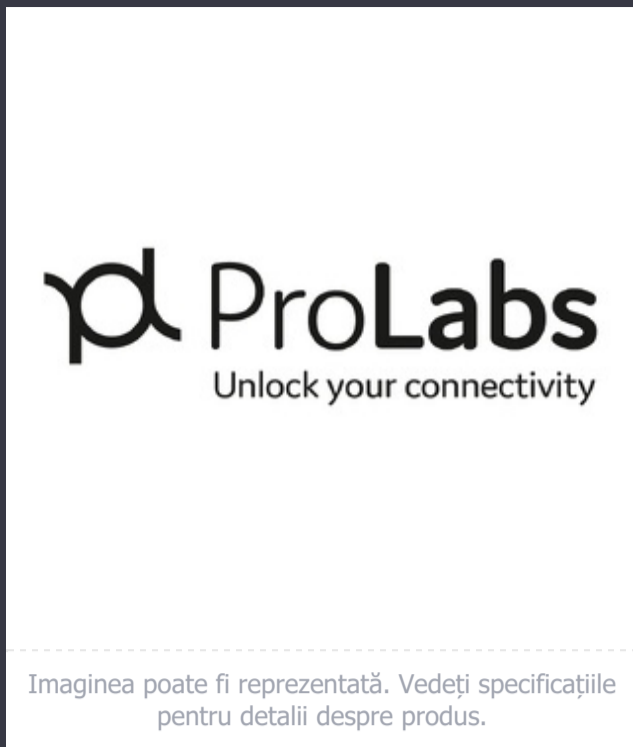 ProLabs
Unlock your connectivity
Imaginea poate fi reprezentată. Vedeți specificațiile
pentru detalii despre produs.